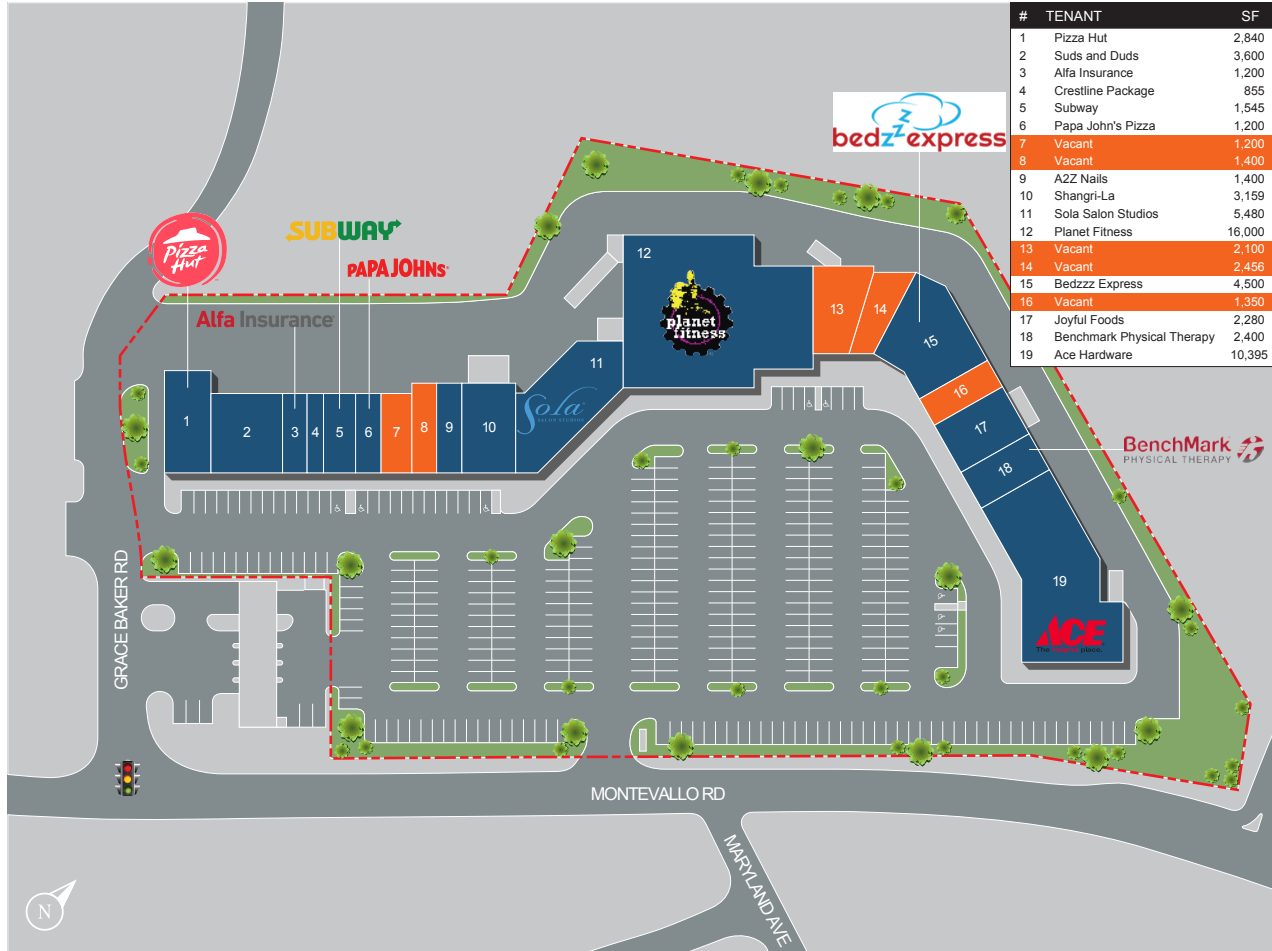 # TENANT SF
1 Pizza Hut 2,840
2 Suds and Duds 3,600
3 Alfa Insurance 1,200
4 Crestline Package 855
5 Subway 1,545
6 Papa John's Pizza 1,200
7 Vacant 1,200
8 Vacant 1,400
9 A2Z Nails 1,400
10 Shangri-La 3,159
11 Sola Salon Studios 5,480
12 Planet Fitness 16,000
13 Vacant 2,100
14 Vacant 2,456
15 Bedzzz Express 4,500
16 Vacant 1,350
17 Joyful Foods 2,280
18 Benchmark Physical Therapy 2,400
19 Ace Hardware 10,395
bedzzz express
Pizza
Hut
SUBWAY
PAPA JOHNS
Alfa Insurance
12
planet
fitness
13
14
15
11
Sola
SALON STUDIOS
16
1
2
3
4
5
6
7
8
9
10
17
18
BenchMark
PHYSICAL THERAPY
19
ACE
The place.
GRACE BAKER RD
MONTEVALLO RD
MARYLAND AVE
N